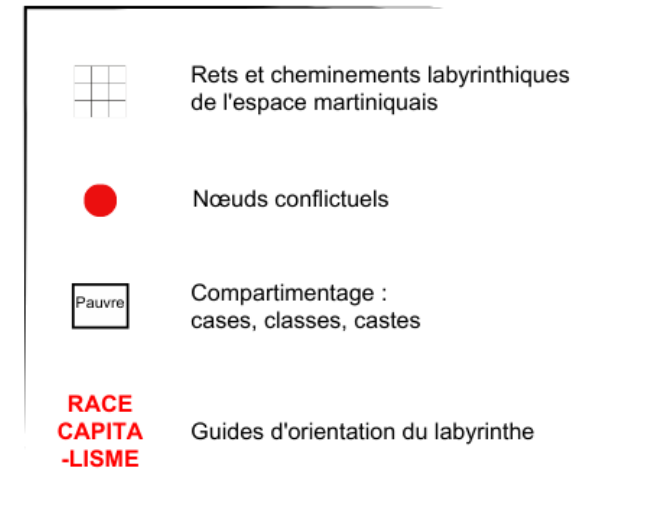 Rets et cheminements labyrinthiques
de l'espace martiniquais
Nœuds conflictuels
Pauvre
Compartimentage :
cases, classes, castes
RACE
CAPITA
-LISME
Guides d'orientation du labyrinthe